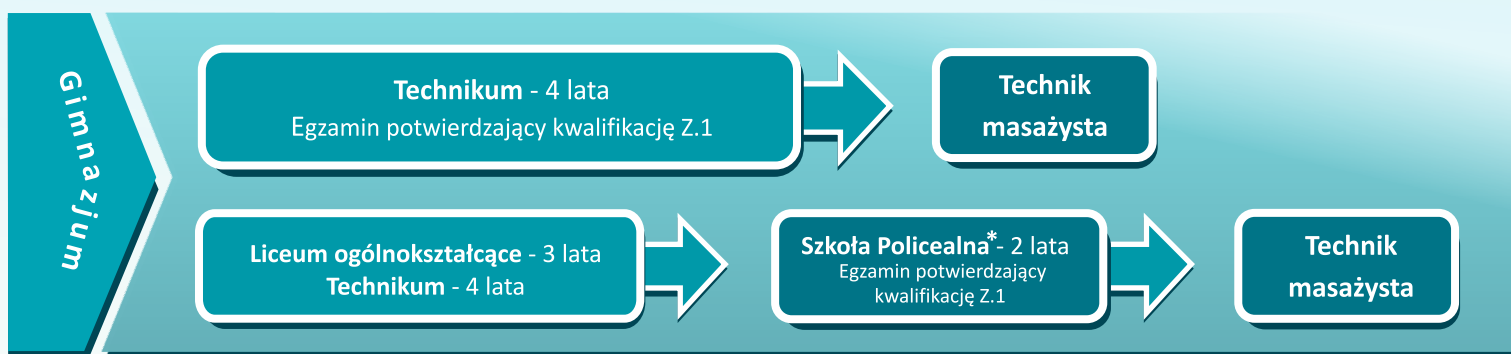 Gimnazjum
Technikum - 4 lata
Egzamin potwierdzający kwalifikację Z.1
Technik
masażysta
Liceum ogólnokształcące - 3 lata
Technikum - 4 lata
Szkoła Policealna*- 2 lata
Egzamin potwierdzający
kwalifikację Z.1
Technik
masażysta